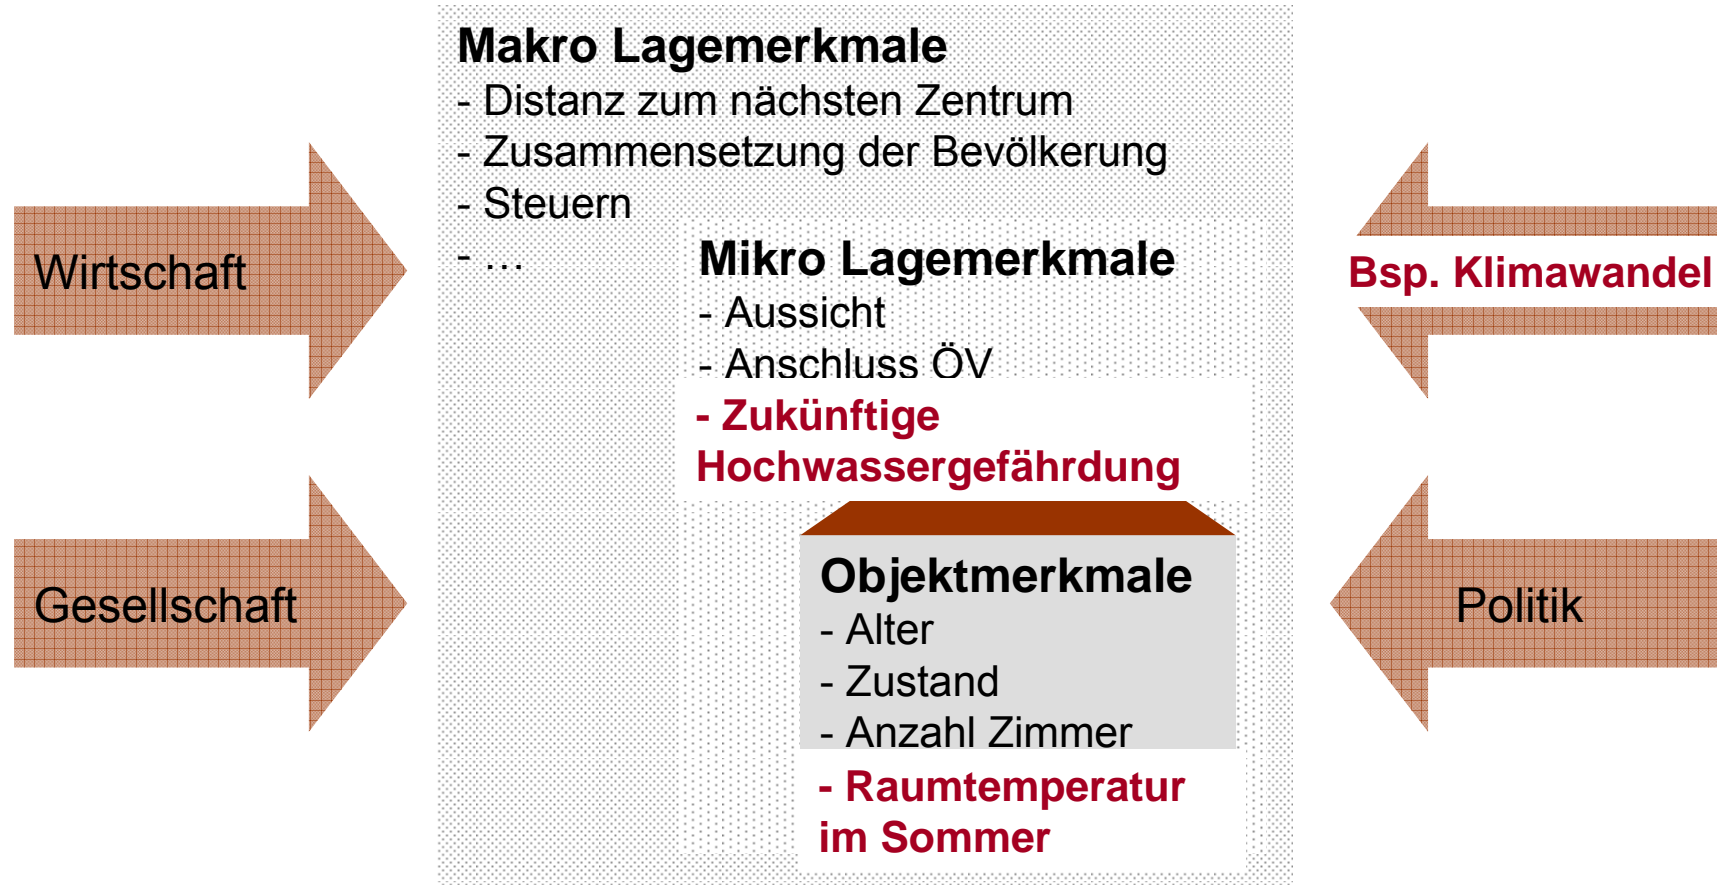 Makro Lagemerkmale
- Distanz zum nächsten Zentrum
- Zusammensetzung der Bevölkerung
- Steuern
- …
Mikro Lagemerkmale
- Aussicht
- Anschluss ÖV
- Zukünftige
Hochwassergefährdung
Objektmerkmale
- Alter
- Zustand
- Anzahl Zimmer
- Raumtemperatur
im Sommer
Wirtschaft
Gesellschaft
Bsp. Klimawandel
Politik